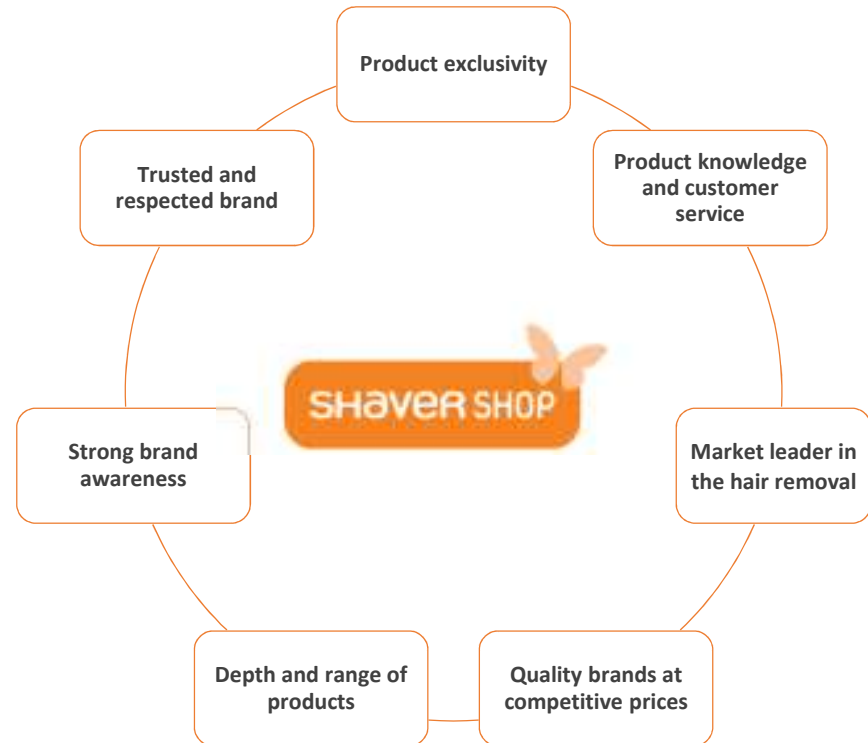 Product exclusivity
Product knowledge
and customer
service
Market leader in
the hair removal
Quality brands at
competitive prices
Depth and range of
products
Strong brand
awareness
Trusted and
respected brand
SHaVeR SHOP